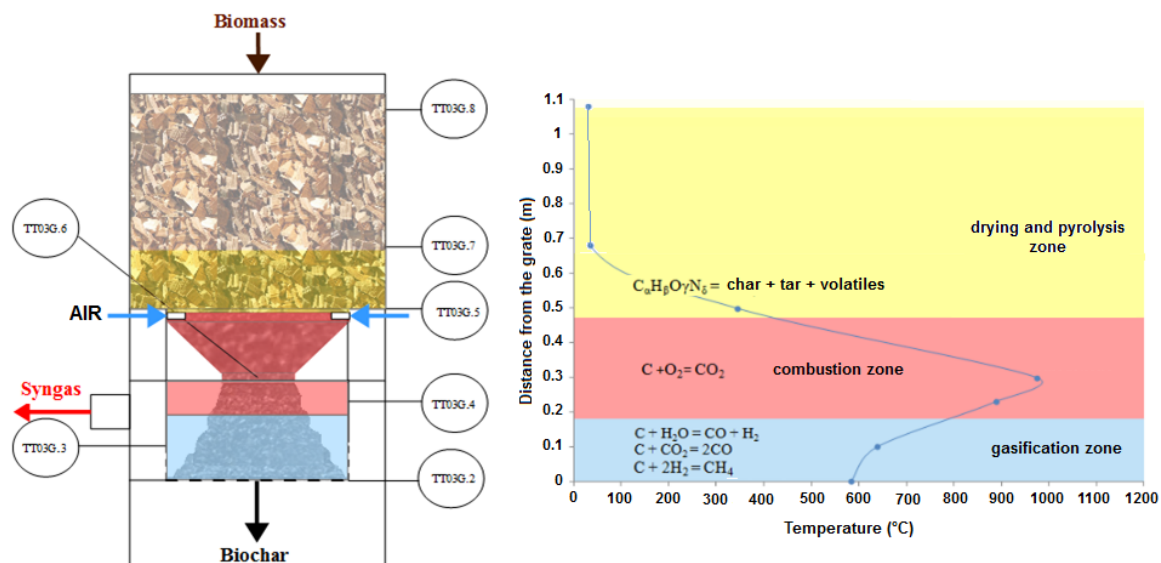 Biomass
TT03G.8
TT03G.6
TT03G.7
AIR
TT03G.5
Syngas
TT03G.4
TT03G.3
TT03G.2
Biochar
Distance from the grate (m)
1.1
1
0.9
0.8
0.7
0.6
0.5
0.4
0.3
0.2
0.1
0
drying and pyrolysis
zone
CαHβOγNδ = char + tar + volatiles
C +O₂= CO₂
combustion zone
C + H₂O = CO + H₂
C + CO₂ = 2CO
C + 2H₂ = CH₄
gasification zone
0 100 200 300 400 500 600 700 800 900 1000 1100 1200
Temperature (°C)